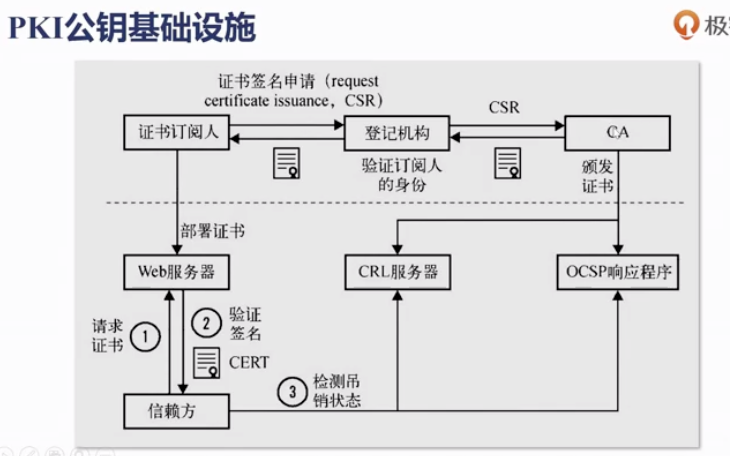 PKI公钥基础设施
证书签名申请（request
certificate issuance，CSR）
CSR
证书订阅人
登记机构
CA
验证订阅人
的身份
颁发
证书
部署证书
Web服务器
CRL服务器
OCSP响应程序
请求
证书
1
2
验证
签名
CERT
3
检测吊
销状态
信赖方